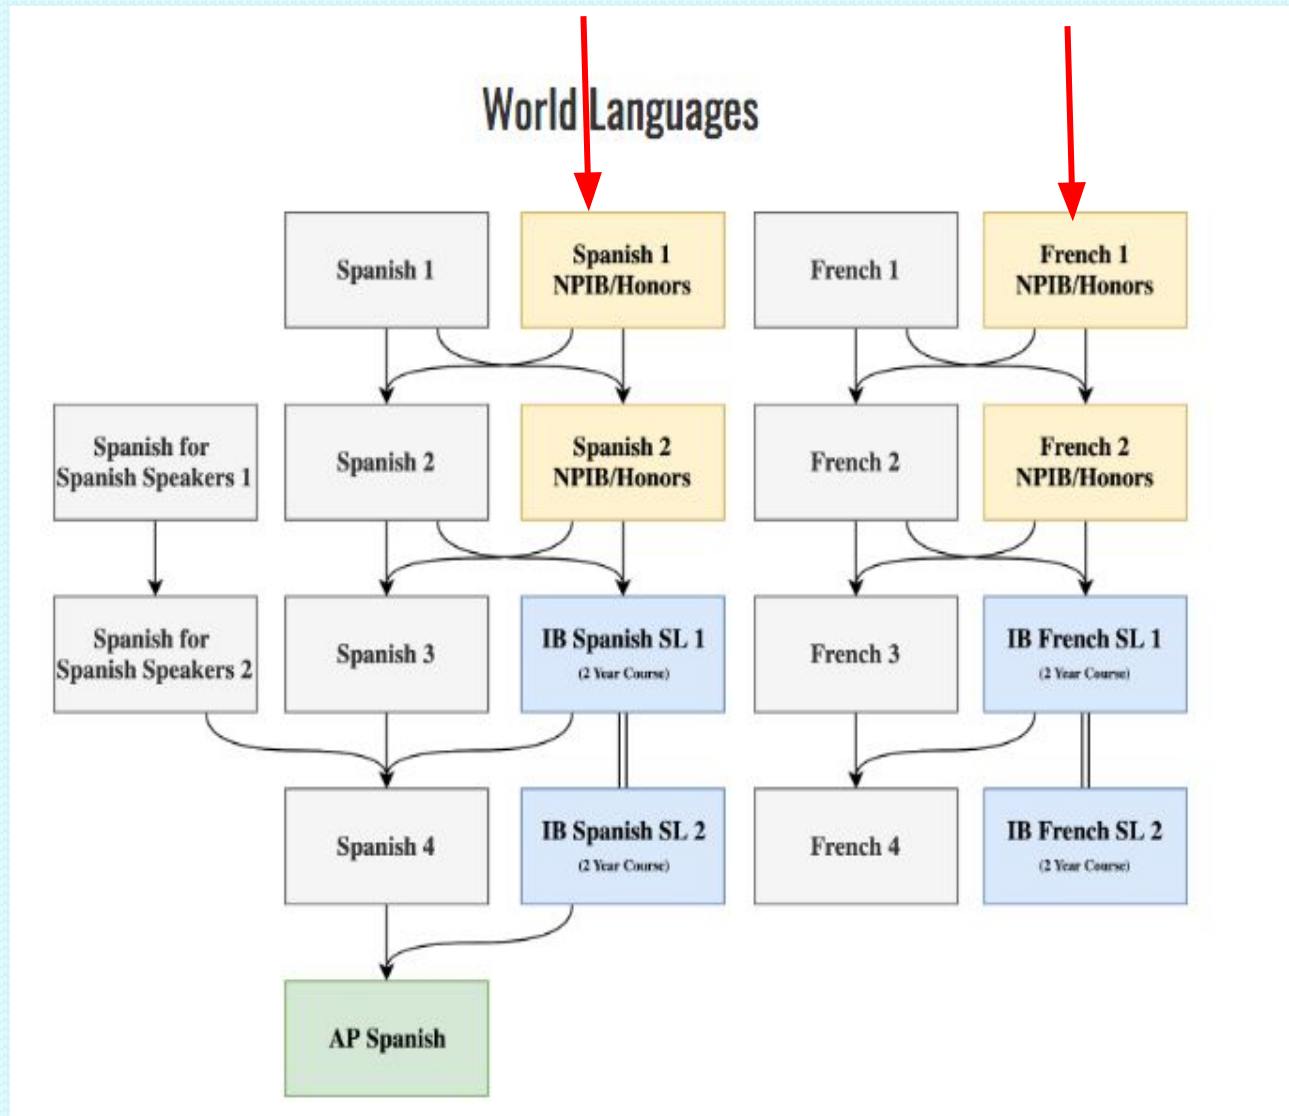 World Languages
Spanish 1
Spanish 1
NPIB/Honors
French 1
French 1
NPIB/Honors
Spanish for
Spanish Speakers 1
Spanish 2
Spanish 2
NPIB/Honors
French 2
French 2
NPIB/Honors
Spanish for
Spanish Speakers 2
Spanish 3
IB Spanish SL 1
(2 Year Course)
French 3
IB French SL 1
(2 Year Course)
Spanish 4
IB Spanish SL 2
(2 Year Course)
French 4
IB French SL 2
(2 Year Course)
AP Spanish